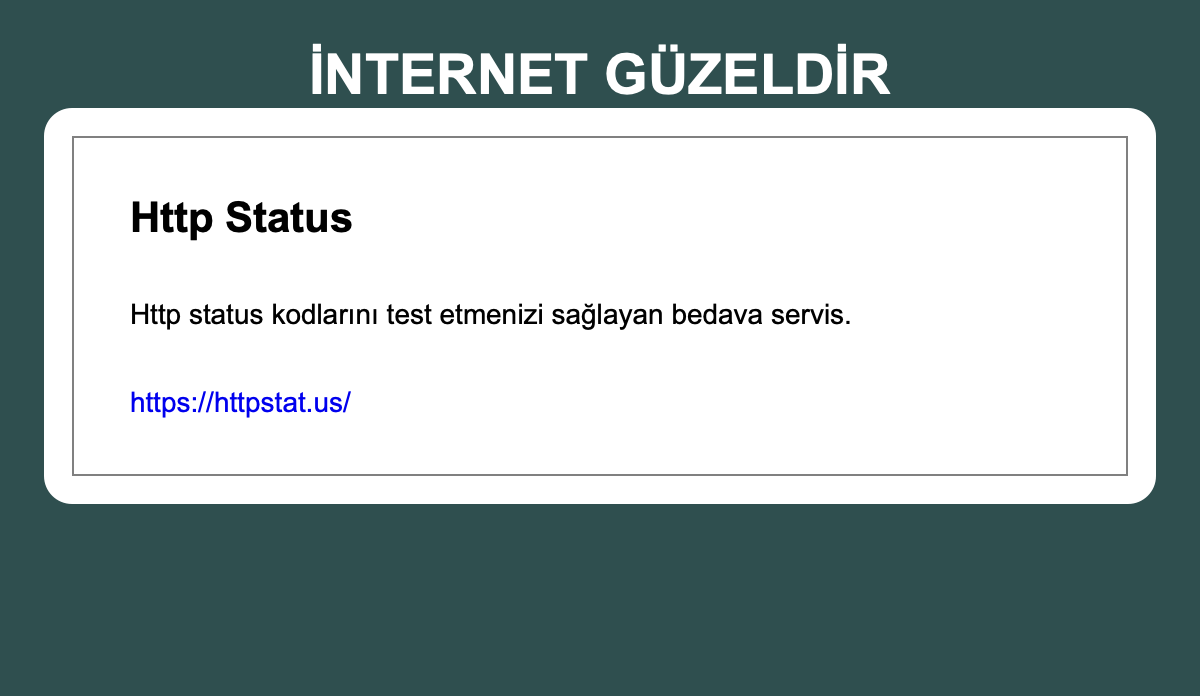 İNTERNET GÜZELDİR
Http Status
Http status kodlarını test etmenizi sağlayan bedava servis.
https://httpstat.us/